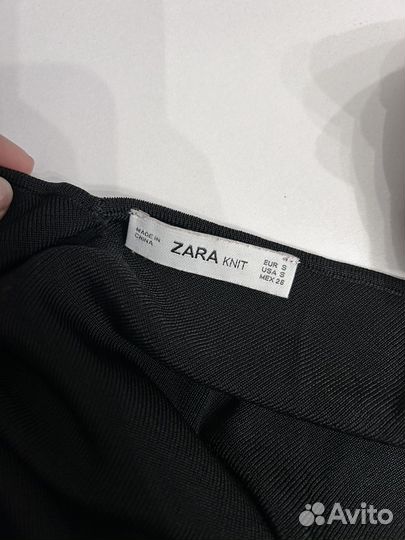 MADE IN
CHINA
ZARA KNIT
EUR S
USA S
MEX 26
Avito